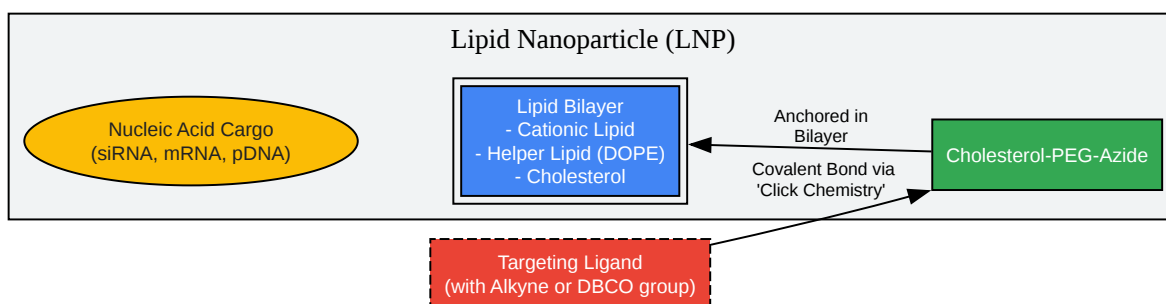 Lipid Nanoparticle (LNP)
Nucleic Acid Cargo
(siRNA, mRNA, pDNA)
Lipid Bilayer
- Cationic Lipid
- Helper Lipid (DOPE)
- Cholesterol
Anchored in
Bilayer
Covalent Bond via
'Click Chemistry'
Cholesterol-PEG-Azide
Targeting Ligand
(with Alkyne or DBCO group)